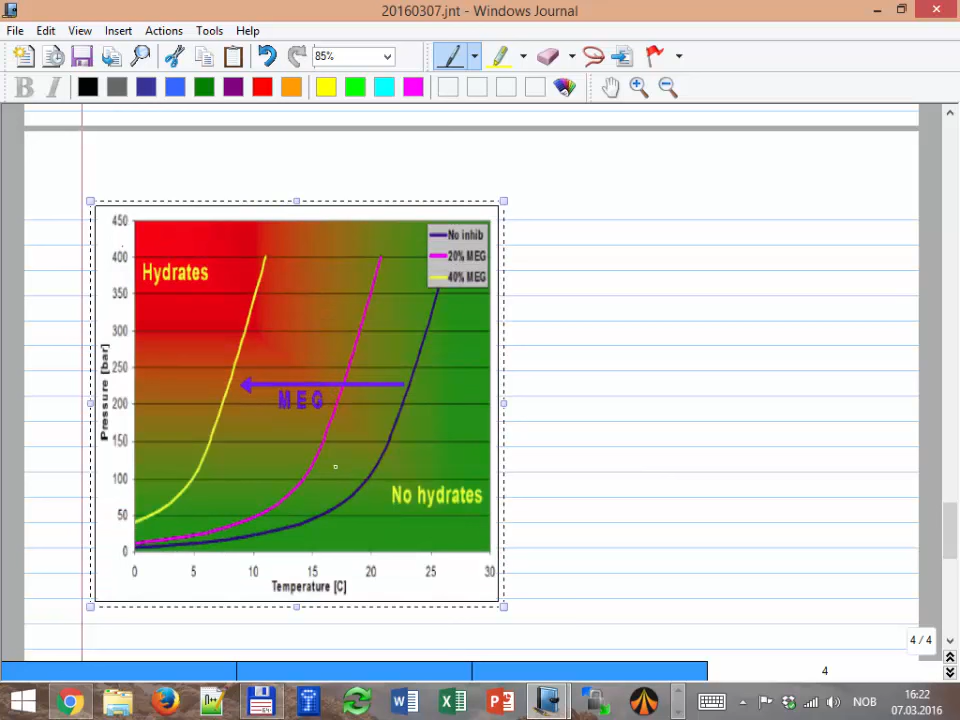 20160307.jnt - Windows Journal
File Edit View Insert Actions Tools Help
85%
B I
450
400
350
300
250
200
150
100
50
0
Pressure [bar]
Hydrates
No inhib
20% MEG
40% MEG
MEG
No hydrates
0 5 10 15 20 25 30
Temperature [C]
4 / 4
4
NOB
16:22
07.03.2016